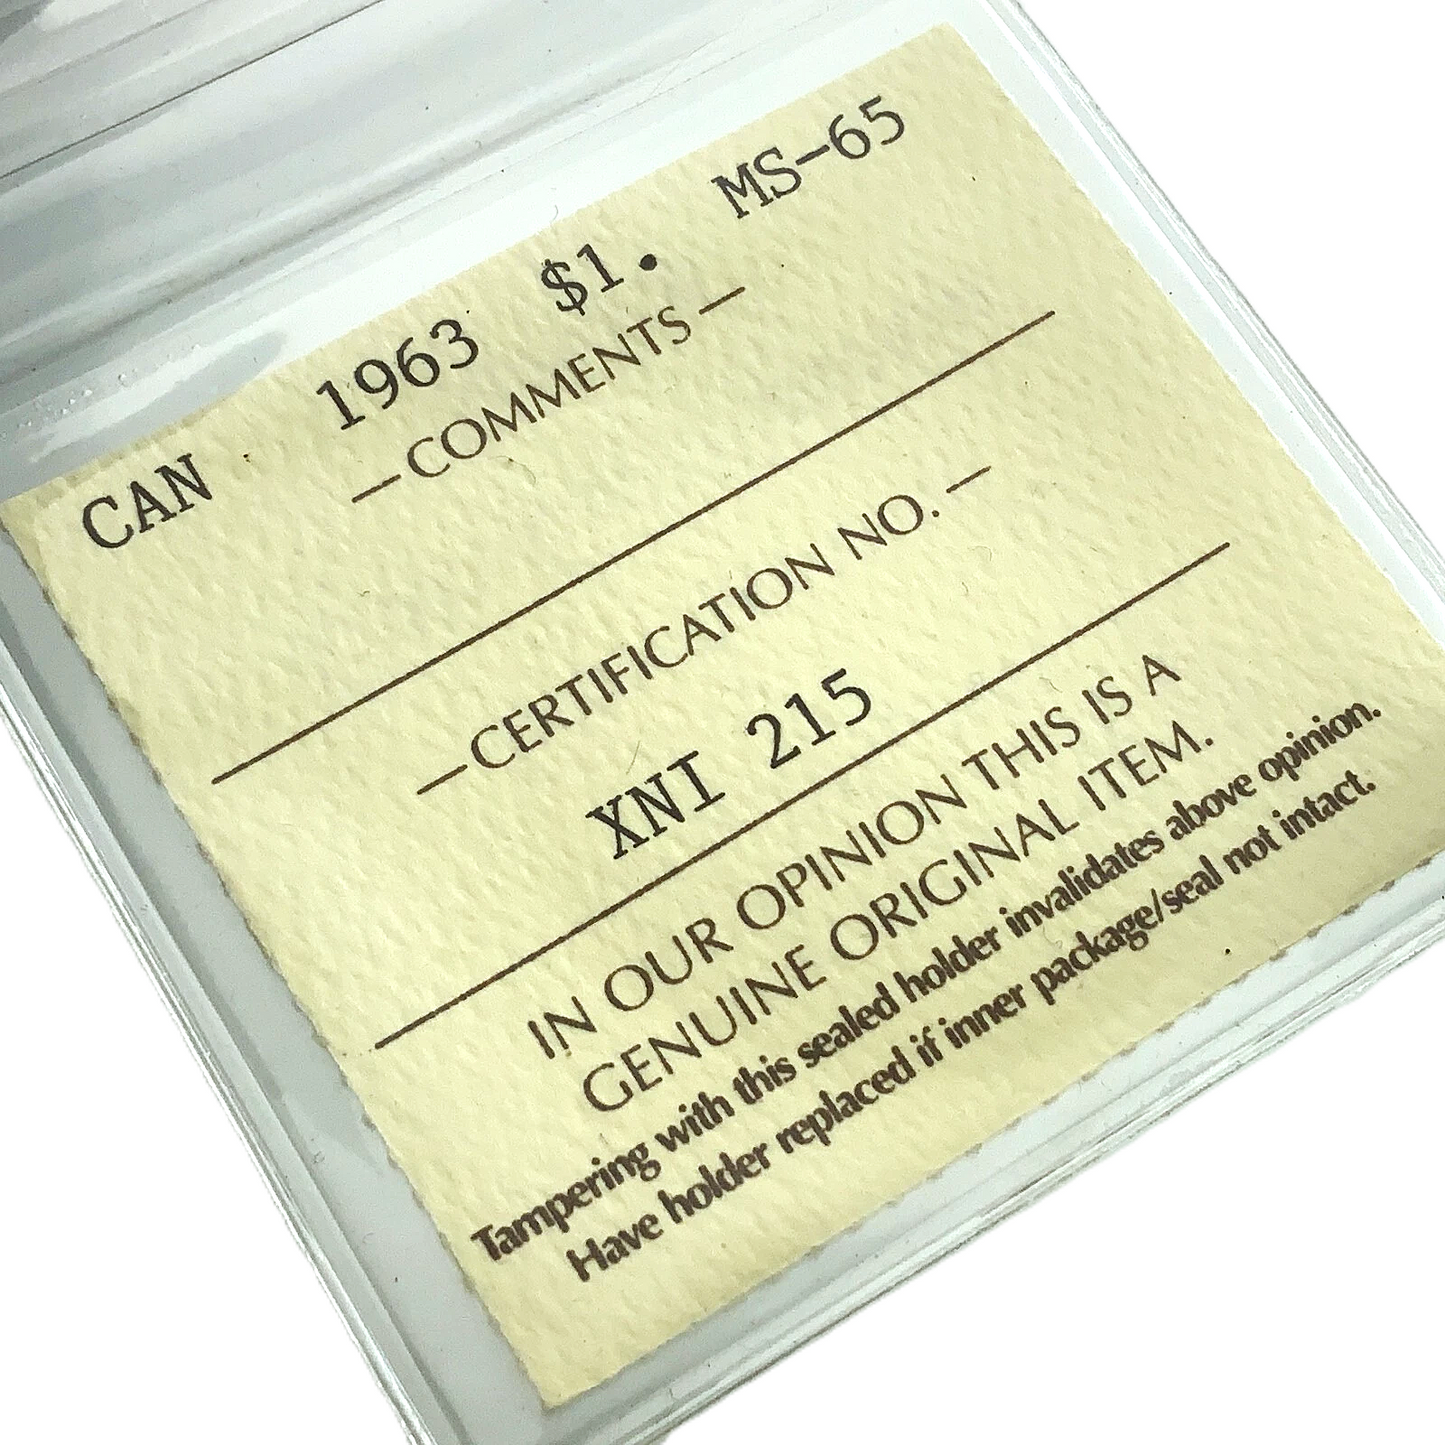 CAN 1963 $1. MS-65
—COMMENTS—
—CERTIFICATION NO.—
XNI 215
IN OUR OPINION THIS IS A
GENUINE ORIGINAL ITEM.
Tampering with this sealed holder invalidates above opinion.
Have holder replaced if inner package/seal not intact.